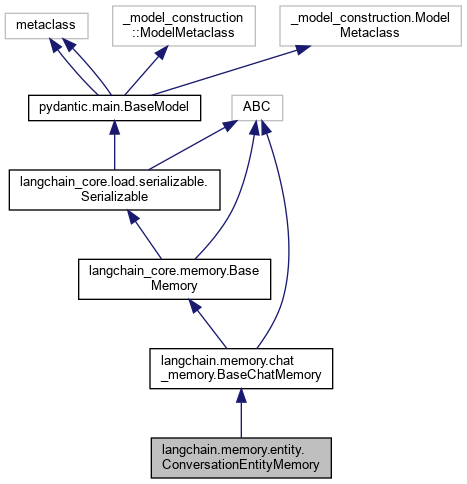 metaclass
_model_construction
::ModelMetaclass
_model_construction.Model
Metaclass
pydantic.main.BaseModel
ABC
langchain_core.load.serializable.
Serializable
langchain_core.memory.Base
Memory
langchain.memory.chat
_memory.BaseChatMemory
langchain.memory.entity.
ConversationEntityMemory